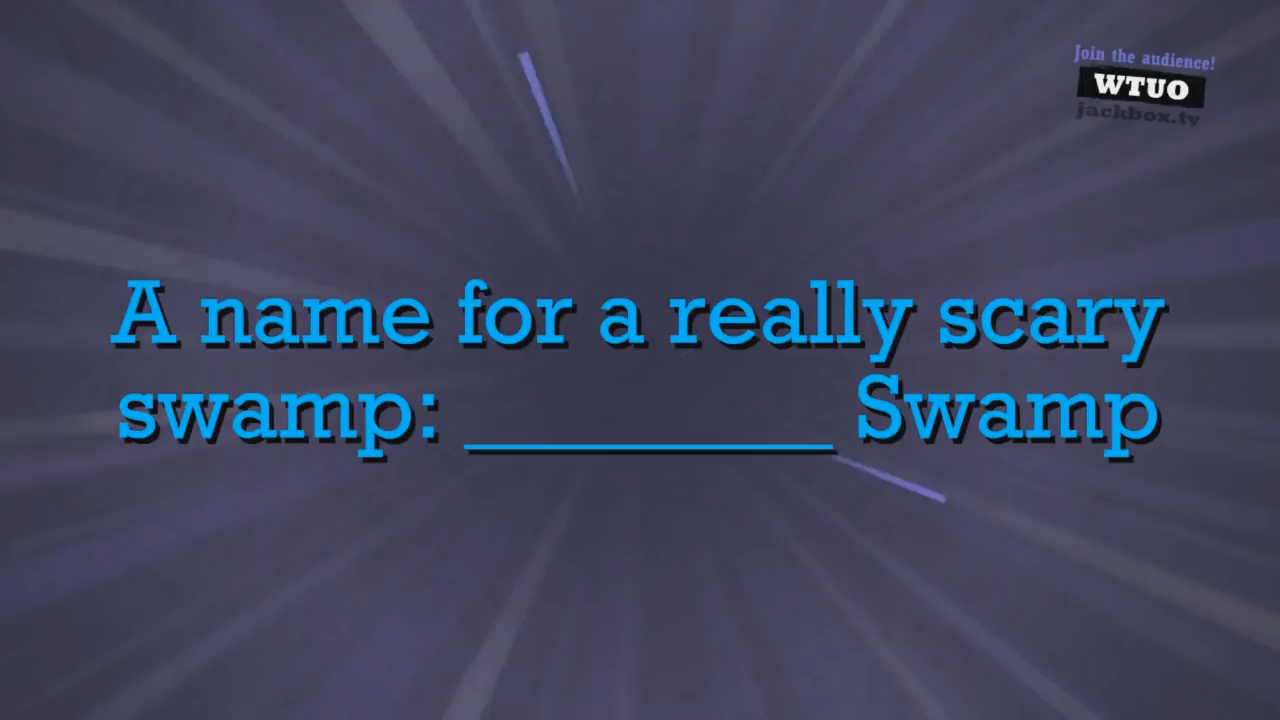 Join the audience!
WTUO
jackbox.tv
A name for a really scary
swamp: __________ Swamp